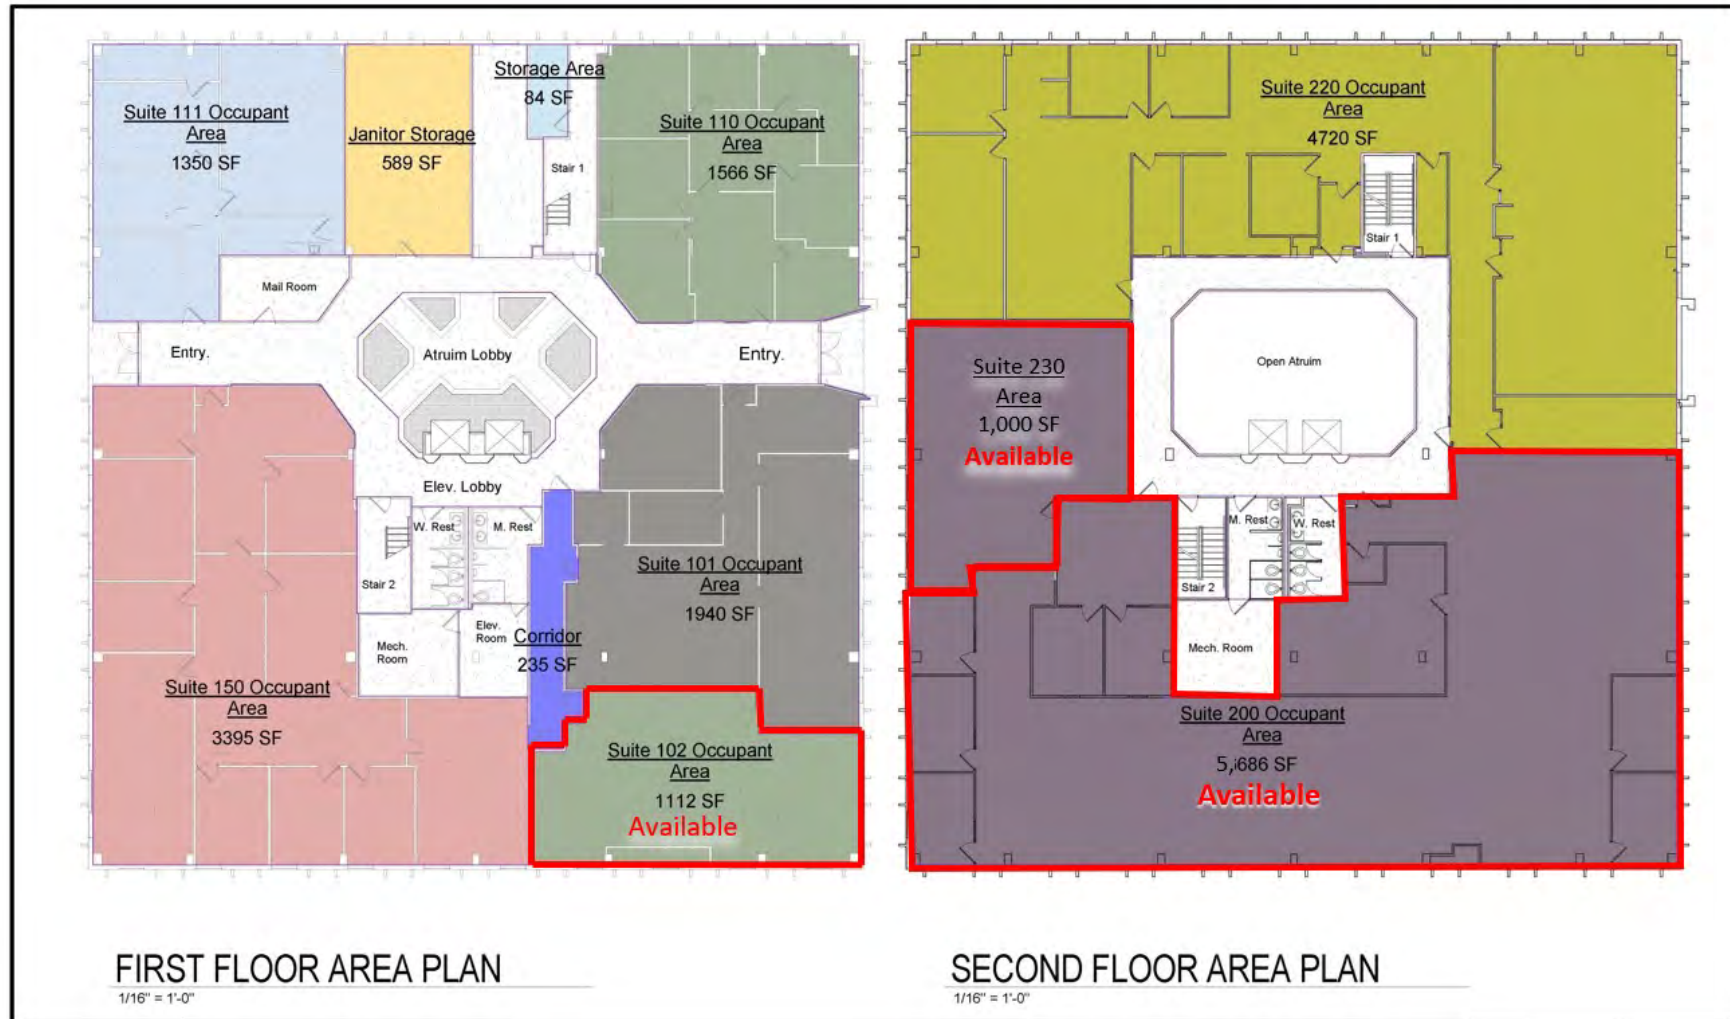 Suite 111 Occupant
Area
1350 SF
Janitor Storage
589 SF
Storage Area
84 SF
Stair 1
Suite 110 Occupant
Area
1566 SF
Mail Room
Entry.
Atruim Lobby
Entry.
Elev. Lobby
W. Rest
M. Rest
Stair 2
Mech.
Room
Elev.
Room
Corridor
235 SF
Suite 101 Occupant
Area
1940 SF
Suite 150 Occupant
Area
3395 SF
Suite 102 Occupant
Area
1112 SF
Available
FIRST FLOOR AREA PLAN
1/16" = 1'-0"
Suite 220 Occupant
Area
4720 SF
Stair 1
Suite 230
Area
1,000 SF
Available
Open Atruim
M. Rest
W. Rest
Stair 2
Mech. Room
Suite 200 Occupant
Area
5,686 SF
Available
SECOND FLOOR AREA PLAN
1/16" = 1'-0"